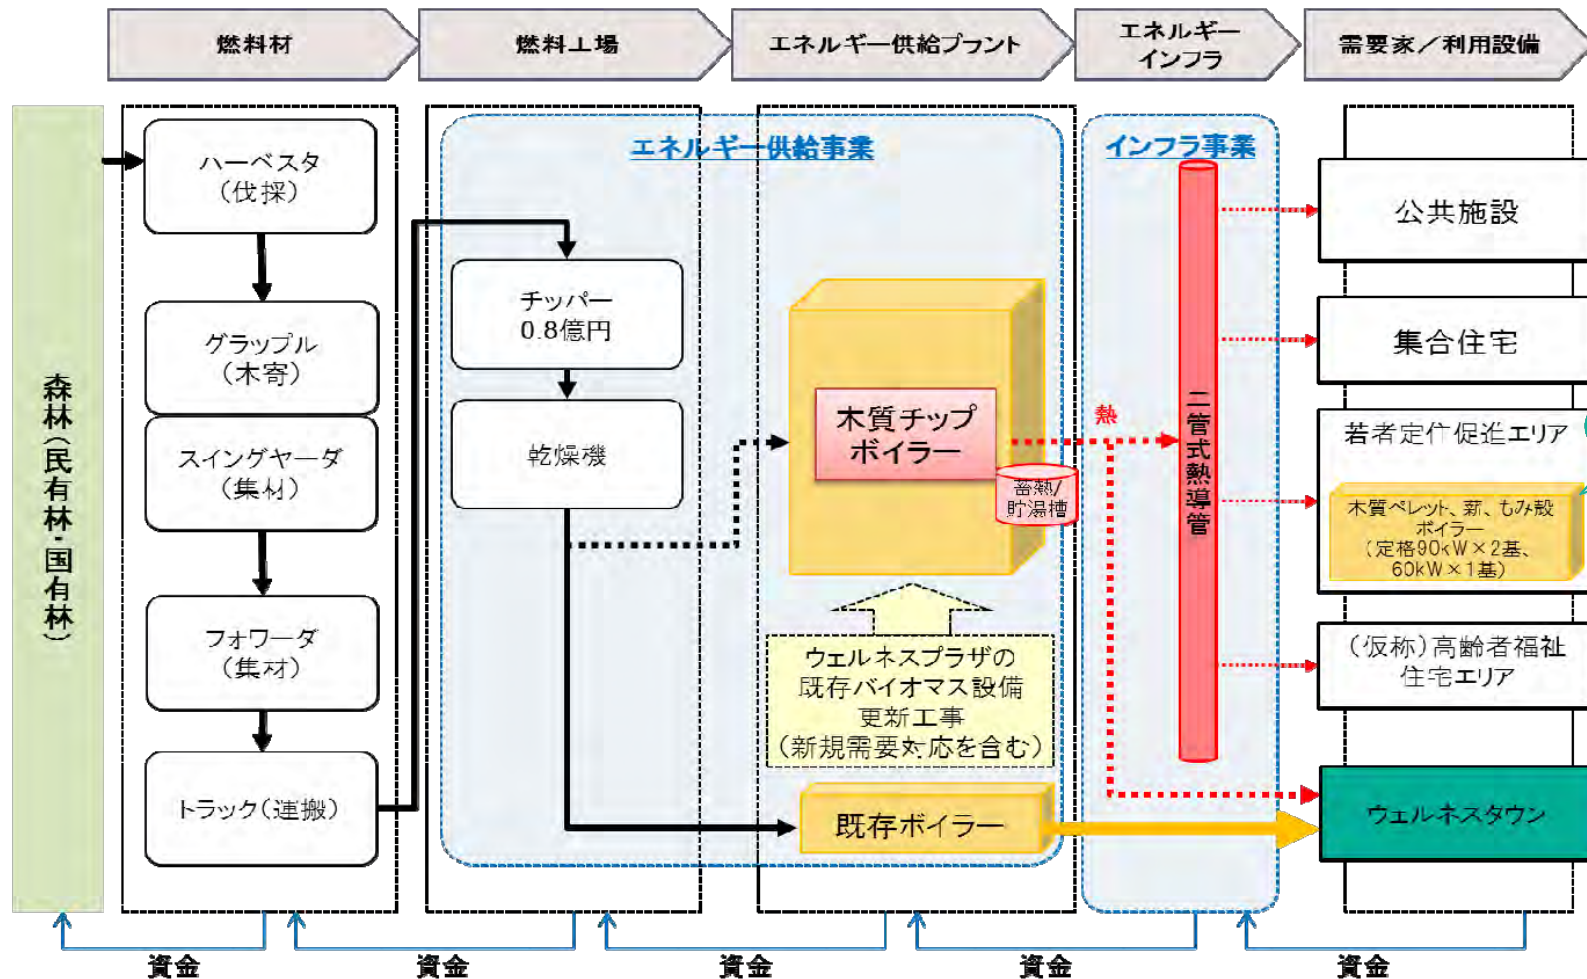 燃料材
燃料工場
エネルギー供給プラント
エネルギー
インフラ
需要家／利用設備
森林（民有林・国有林）
ハーベスタ
（伐採）
グラップル
（木寄）
スイングヤーダ
（集材）
フォワーダ
（集材）
トラック（運搬）
エネルギー供給事業
チッパー
0.8億円
乾燥機
木質チップ
ボイラー
蓄熱/
貯湯槽
ウェルネスプラザの
既存バイオマス設備
更新工事
（新規需要対応を含む）
既存ボイラー
熱
インフラ事業
二管式熱導管
公共施設
集合住宅
若者定住促進エリア
木質ペレット、薪、もみ殻
ボイラー
（定格90kW×2基、
60kW×1基）
（仮称）高齢者福祉
住宅エリア
ウェルネスタウン
資金
資金
資金
資金
資金